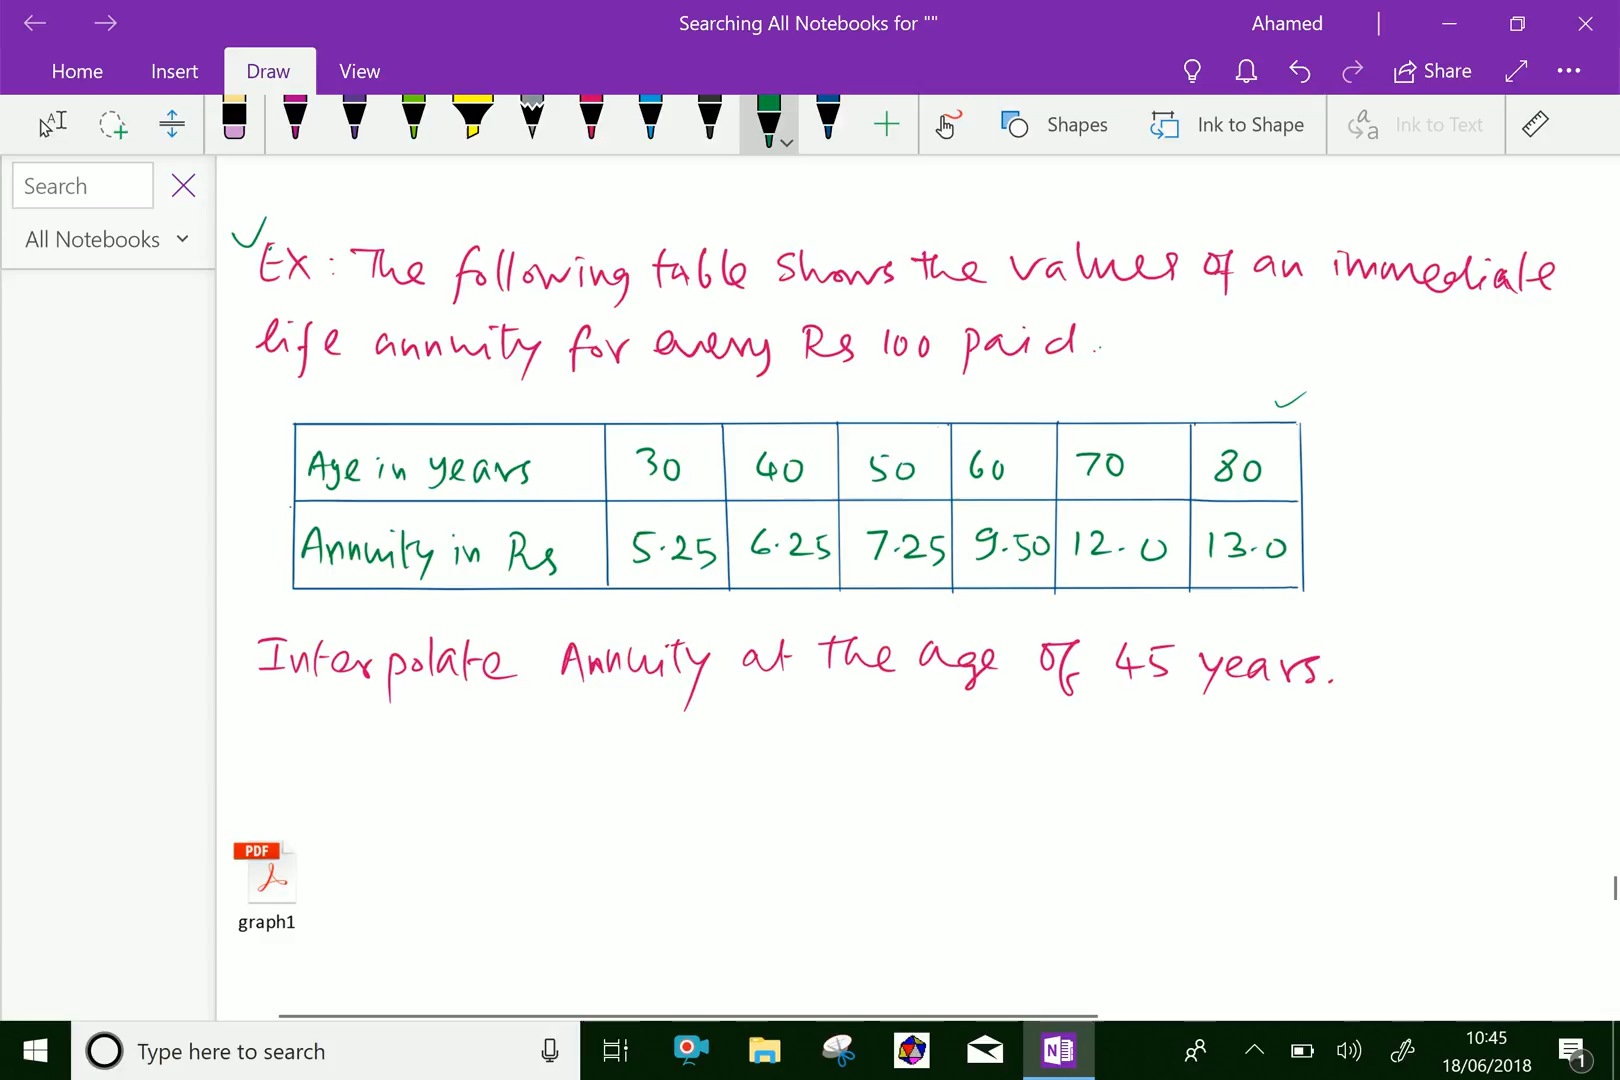 Searching All Notebooks for ""
Ahamed
Home Insert Draw View
Share
Shapes Ink to Shape Ink to Text
Search
All Notebooks
Ex: The following table shows the values of an immediate
life annuity for every Rs 100 paid.
Age in years 30 40 50 60 70 80
Annuity in Rs 5.25 6.25 7.25 9.50 12.0 13.0
Interpolate Annuity at the age of 45 years.
PDF
graph1
Type here to search
10:45
18/06/2018
1